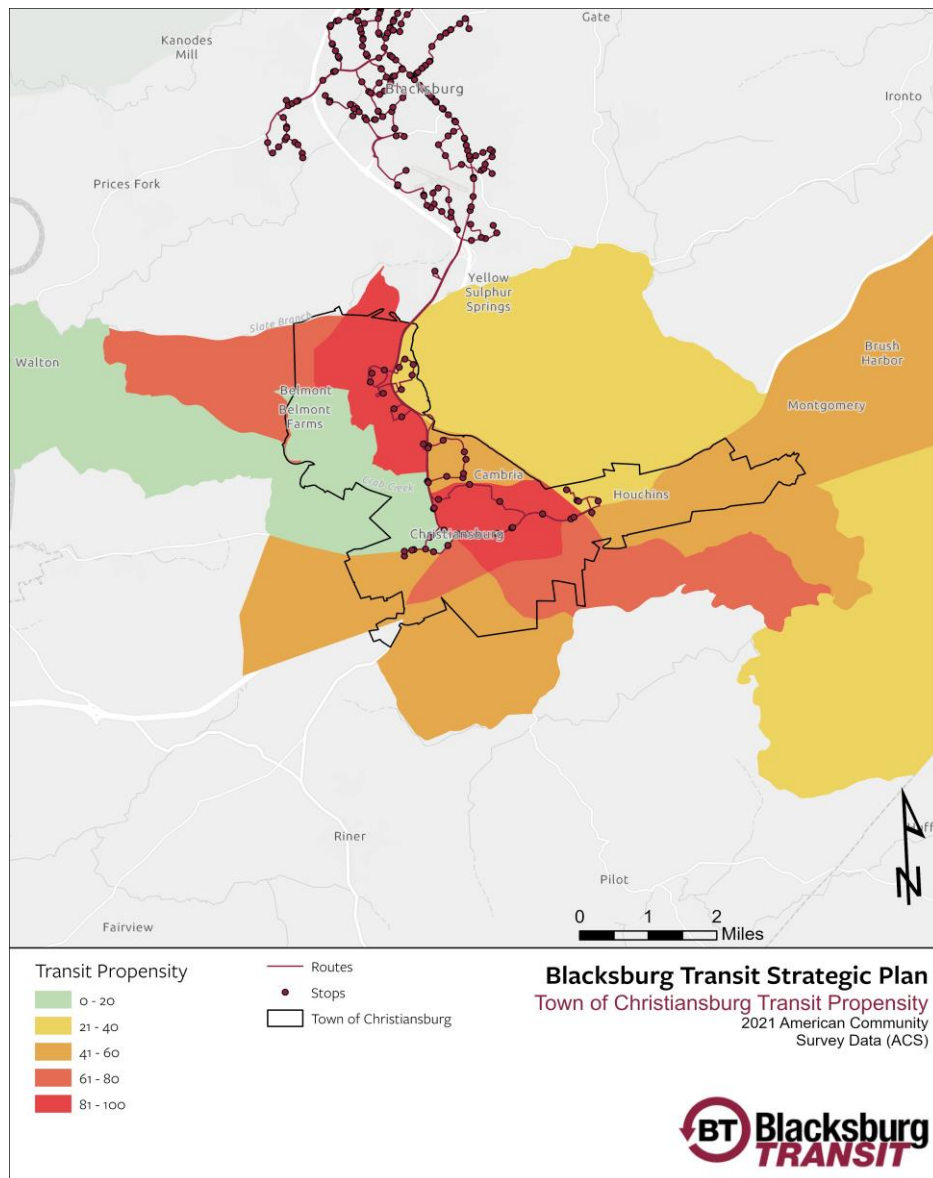 Gate
Kanodes
Mill
Blacksburg
Ironto
Prices Fork
Yellow
Sulphur
Springs
Slate Branch
Walton
Brush
Harbor
Belmont
Montgomery
Belmont
Farms
Cambria
Crab Creek
Houchins
Christiansburg
Riner
Pilot
Fairview
N
0 1 2
Miles
Transit Propensity
0 - 20
21 - 40
41 - 60
61 - 80
81 - 100
Routes
Stops
Town of Christiansburg
Blacksburg Transit Strategic Plan
Town of Christiansburg Transit Propensity
2021 American Community
Survey Data (ACS)
BT Blacksburg
TRANSIT